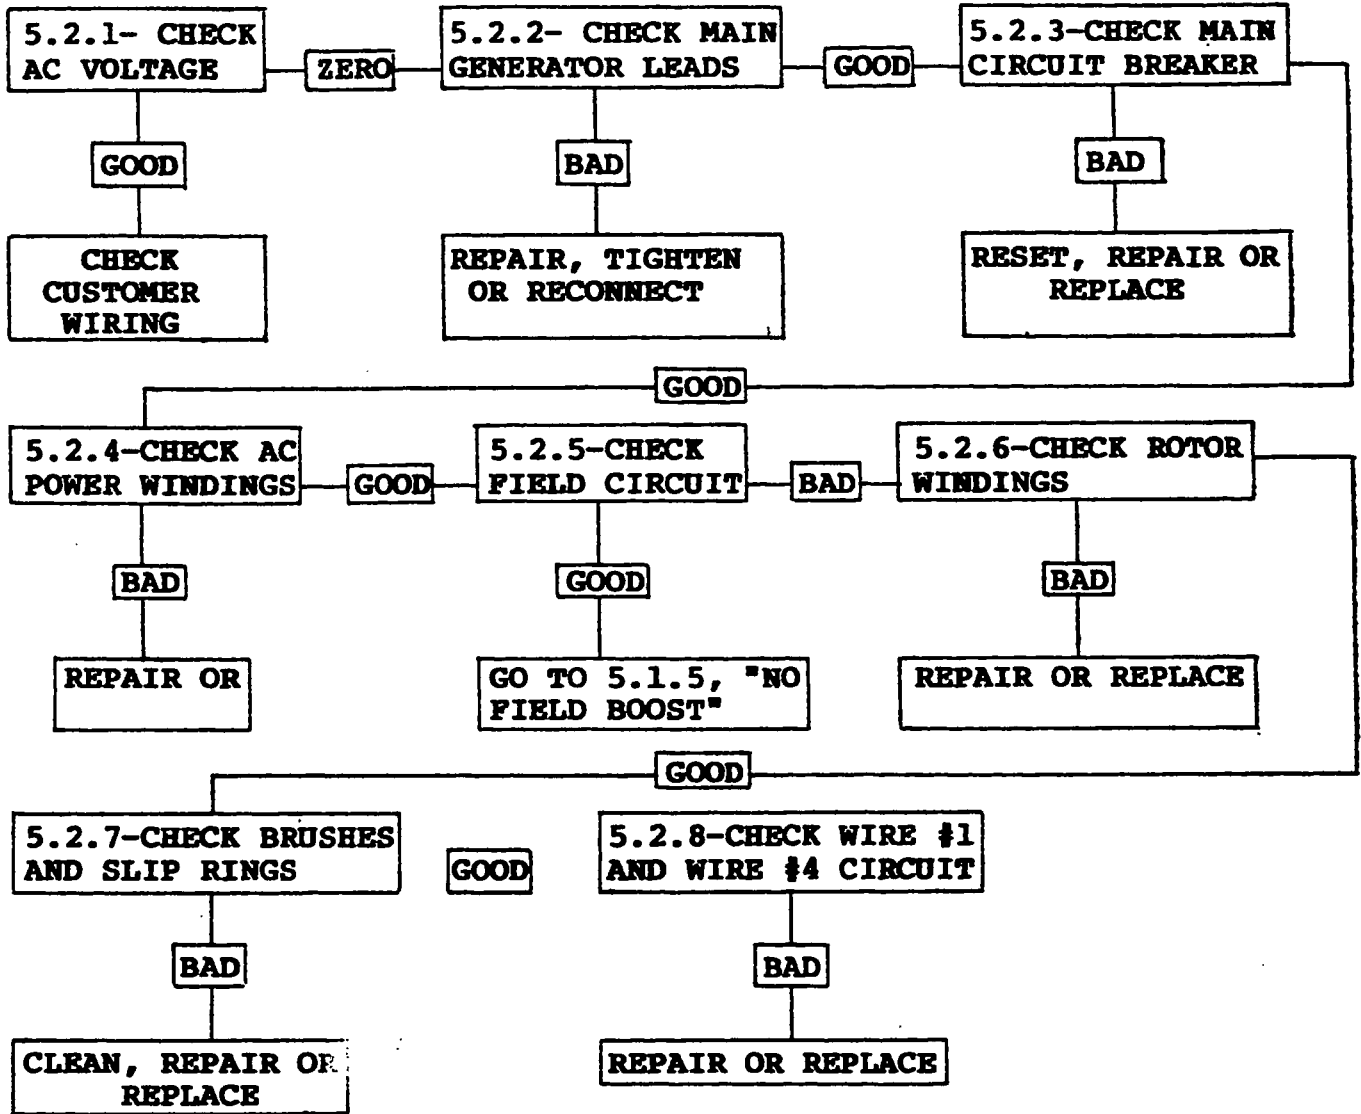 5.2.1- CHECK
AC VOLTAGE
ZERO
5.2.2- CHECK MAIN
GENERATOR LEADS
GOOD
5.2.3-CHECK MAIN
CIRCUIT BREAKER
GOOD
BAD
BAD
CHECK
CUSTOMER
WIRING
REPAIR, TIGHTEN
OR RECONNECT
RESET, REPAIR OR
REPLACE
GOOD
5.2.4-CHECK AC
POWER WINDINGS
GOOD
5.2.5-CHECK
FIELD CIRCUIT
BAD
5.2.6-CHECK ROTOR
WINDINGS
BAD
GOOD
BAD
REPAIR OR
GO TO 5.1.5, "NO
FIELD BOOST"
REPAIR OR REPLACE
GOOD
5.2.7-CHECK BRUSHES
AND SLIP RINGS
GOOD
5.2.8-CHECK WIRE #1
AND WIRE #4 CIRCUIT
BAD
BAD
CLEAN, REPAIR OR
REPLACE
REPAIR OR REPLACE